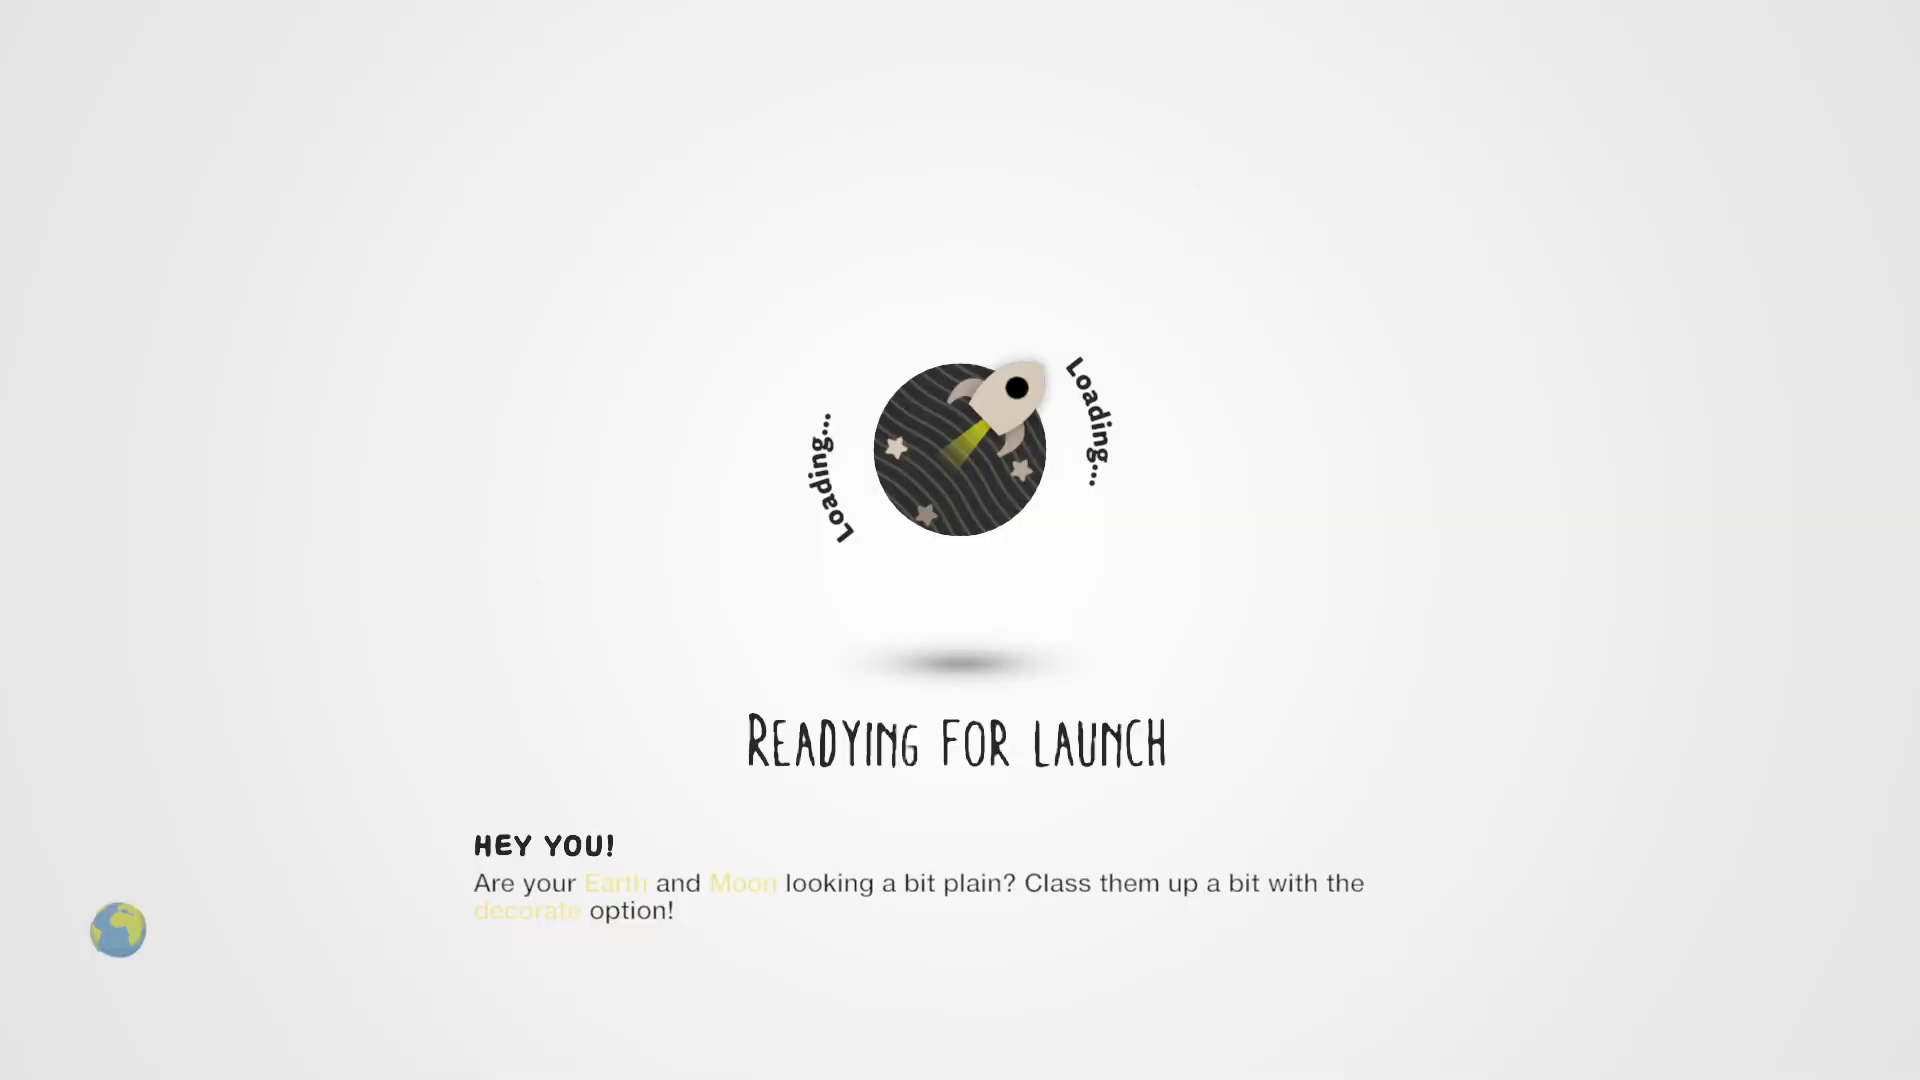 Loading...
Loading...
READYING FOR LAUNCH
HEY YOU!
Are your Earth and Moon looking a bit plain? Class them up a bit with the
decorate option!